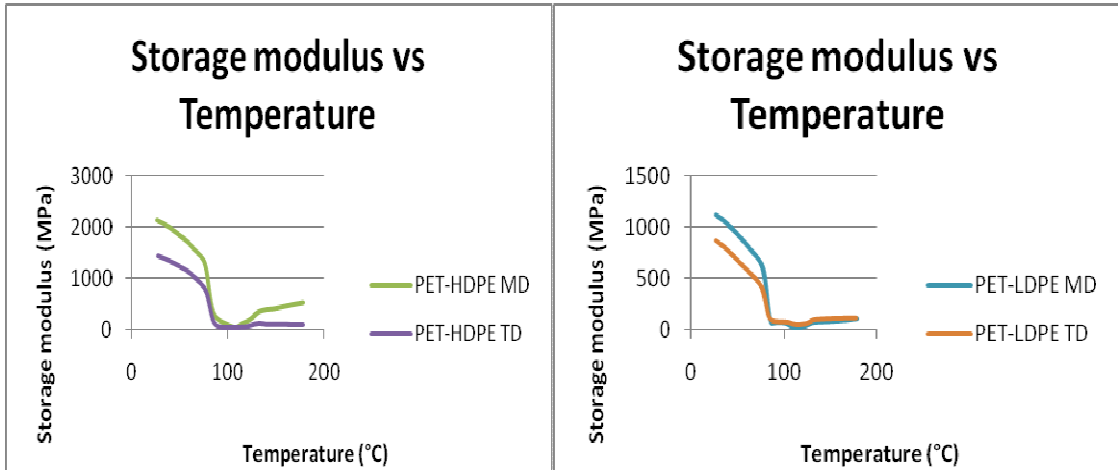 Storage modulus vs
Temperature
Storage modulus (MPa)
3000
2000
1000
0
0
100
200
Temperature (°C)
PET-HDPE MD
PET-HDPE TD
Storage modulus vs
Temperature
Storage modulus (MPa)
1500
1000
500
0
0
100
200
Temperature (°C)
PET-LDPE MD
PET-LDPE TD